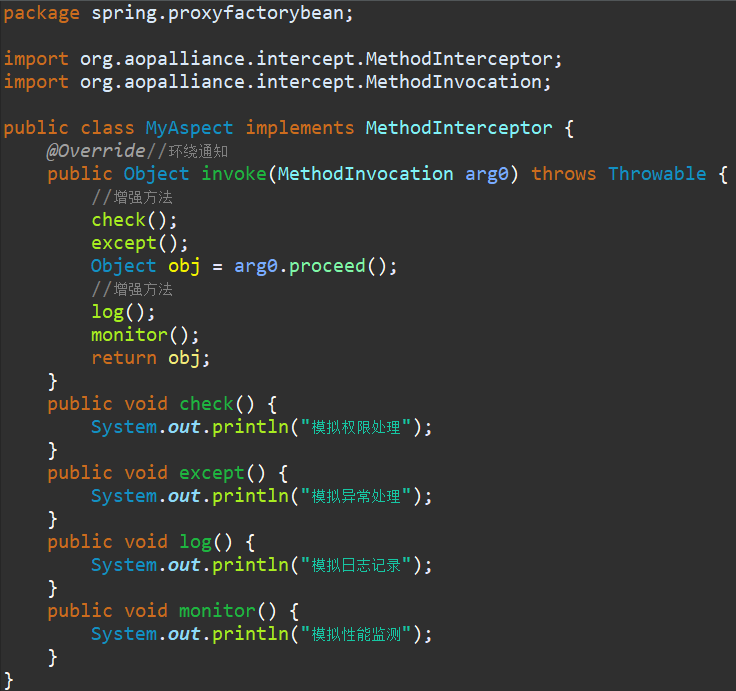 package spring.proxyfactorybean;
import org.aopalliance.intercept.MethodInterceptor;
import org.aopalliance.intercept.MethodInvocation;
public class MyAspect implements MethodInterceptor {
@Override//环绕通知
public Object invoke(MethodInvocation arg0) throws Throwable {
//增强方法
check();
except();
Object obj = arg0.proceed();
//增强方法
log();
monitor();
return obj;
}
public void check() {
System.out.println("模拟权限处理");
}
public void except() {
System.out.println("模拟异常处理");
}
public void log() {
System.out.println("模拟日志记录");
}
public void monitor() {
System.out.println("模拟性能监测");
}
}